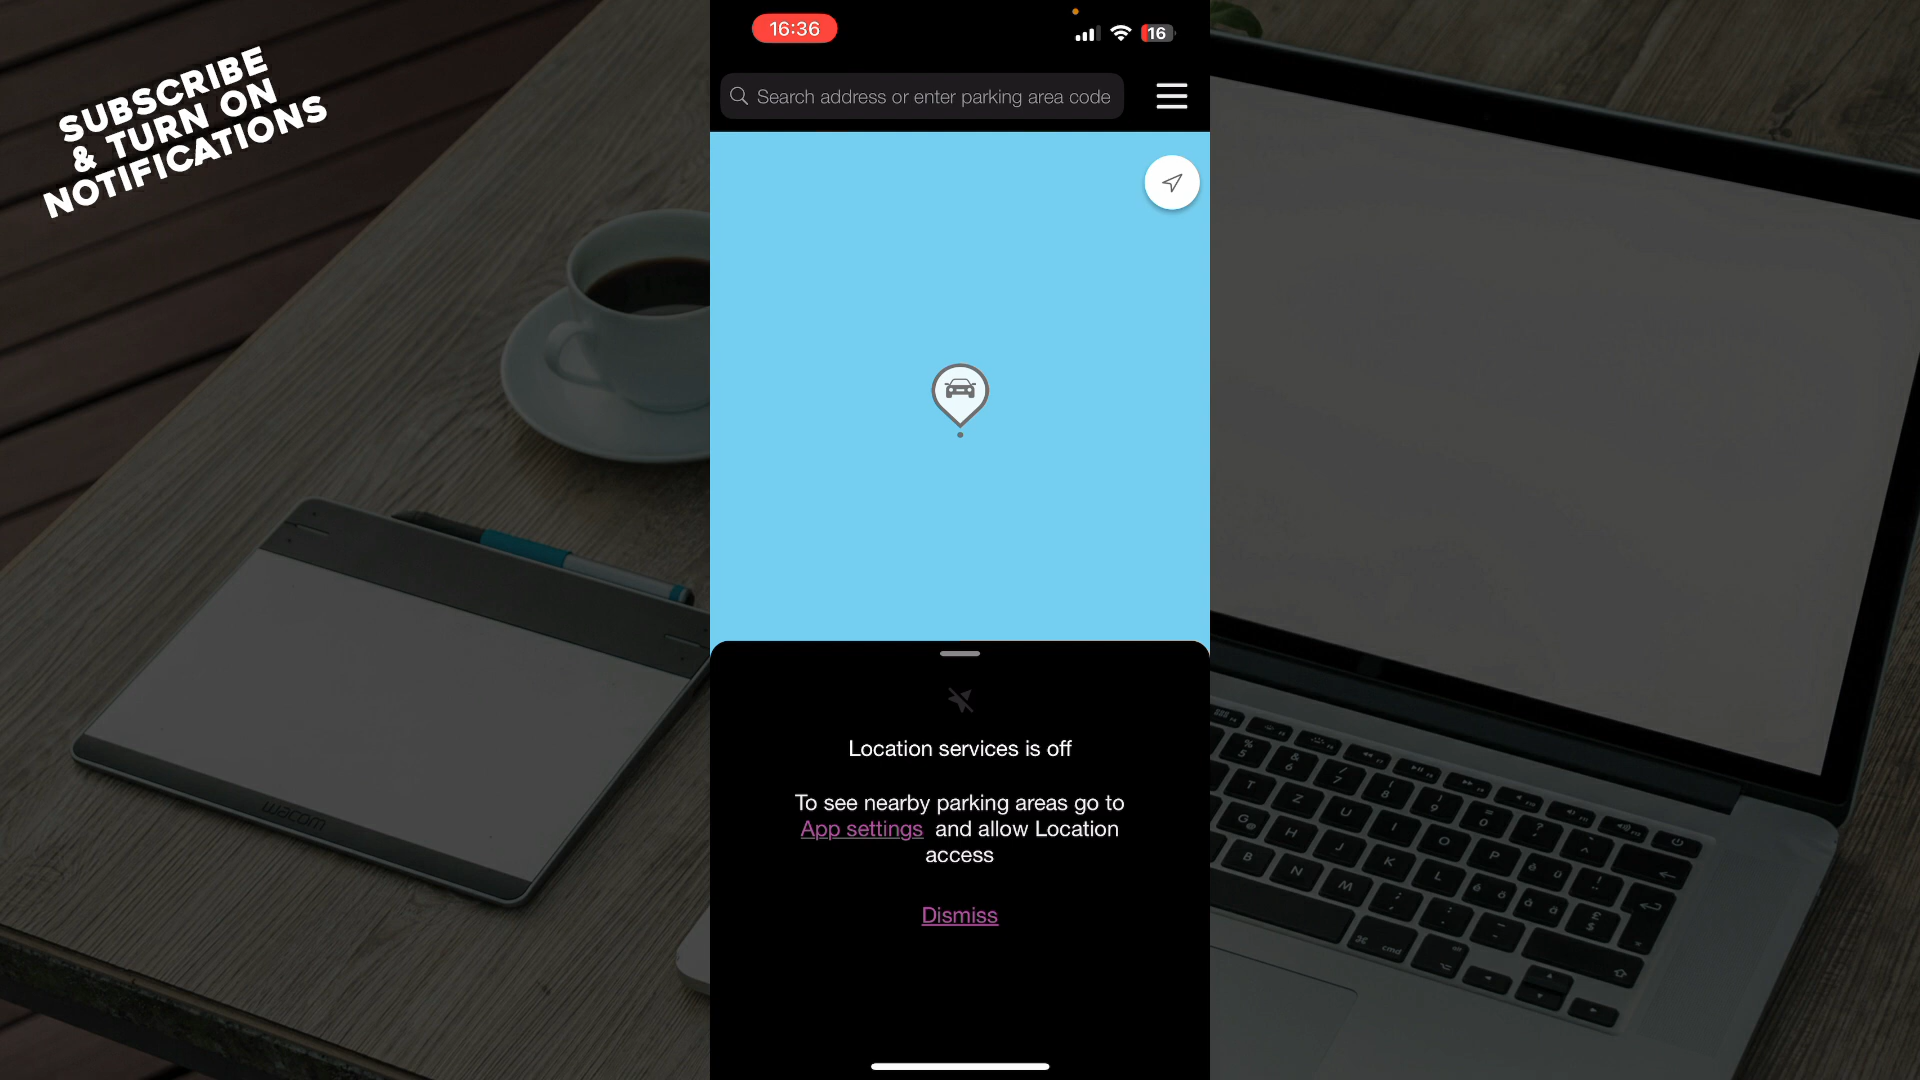 SUBSCRIBE
& TURN ON
NOTIFICATIONS
16:36
16
Search address or enter parking area code
Location services is off
To see nearby parking areas go to
App settings and allow Location
access
Dismiss
wacom